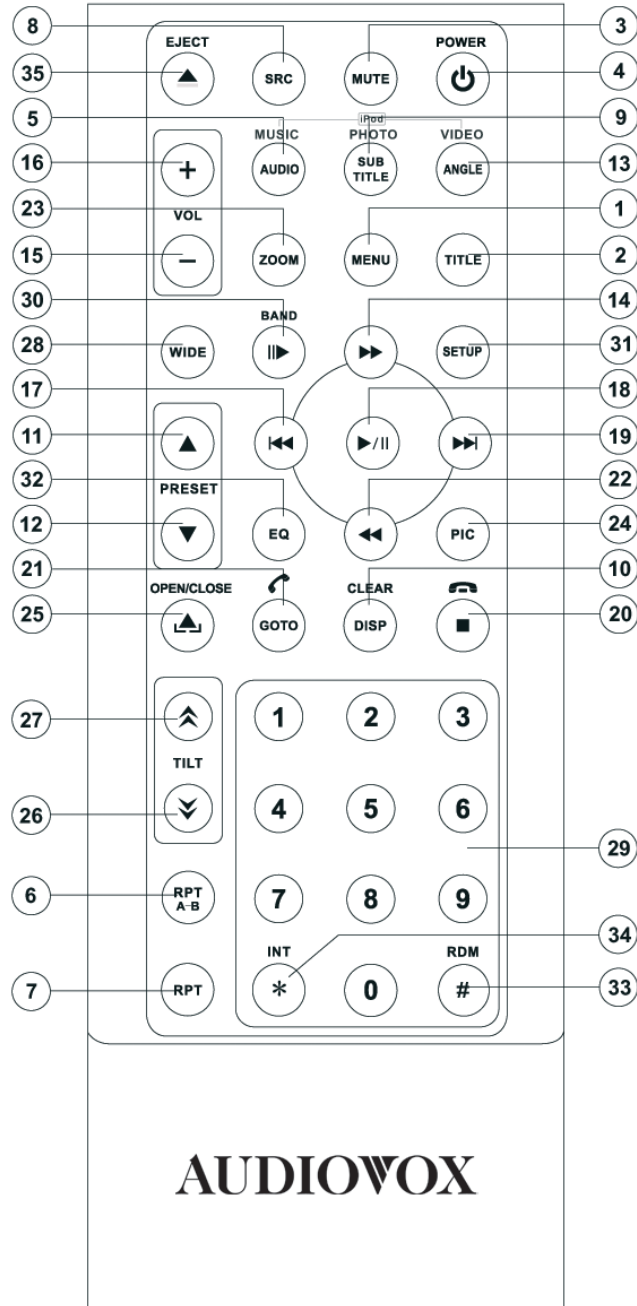 8 3
EJECT POWER
35 SRC MUTE 4
5 iPod 9
MUSIC PHOTO VIDEO
16 + AUDIO SUB TITLE ANGLE 13
23 VOL 1
15 − ZOOM MENU TITLE 2
30 BAND 14
28 WIDE SETUP 31
17 18
11 ▶/II 19
32 PRESET 22
12 EQ PIC 24
21 10
OPEN/CLOSE CLEAR
25 GOTO DISP 20
27 1 2 3
TILT
26 4 5 6
29
6 RPT A-B 7 8 9
INT RDM 34
7 RPT * 0 # 33
AUDIOVOX